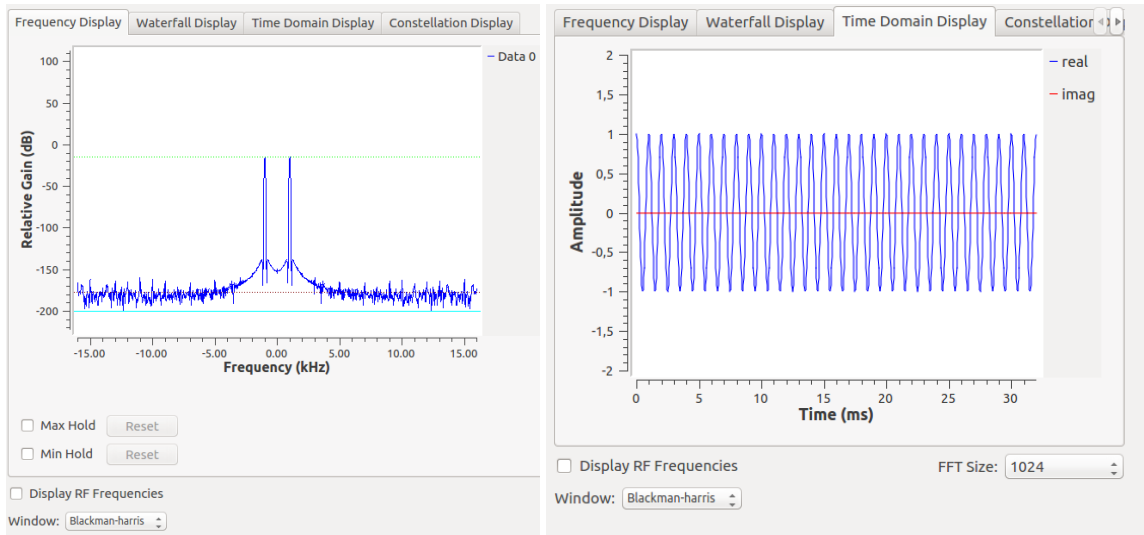 Frequency Display Waterfall Display Time Domain Display Constellation Display
100
50
0
-50
-100
-150
-200
Relative Gain (dB)
Data 0
-15.00 -10.00 -5.00 0.00 5.00 10.00 15.00
Frequency (kHz)
Max Hold Reset
Min Hold Reset
Display RF Frequencies
Window: Blackman-harris
Frequency Display Waterfall Display Time Domain Display Constellation
2
1,5
1
0,5
0
-0,5
-1
-1,5
-2
Amplitude
real
imag
0 5 10 15 20 25 30
Time (ms)
Display RF Frequencies FFT Size: 1024
Window: Blackman-harris